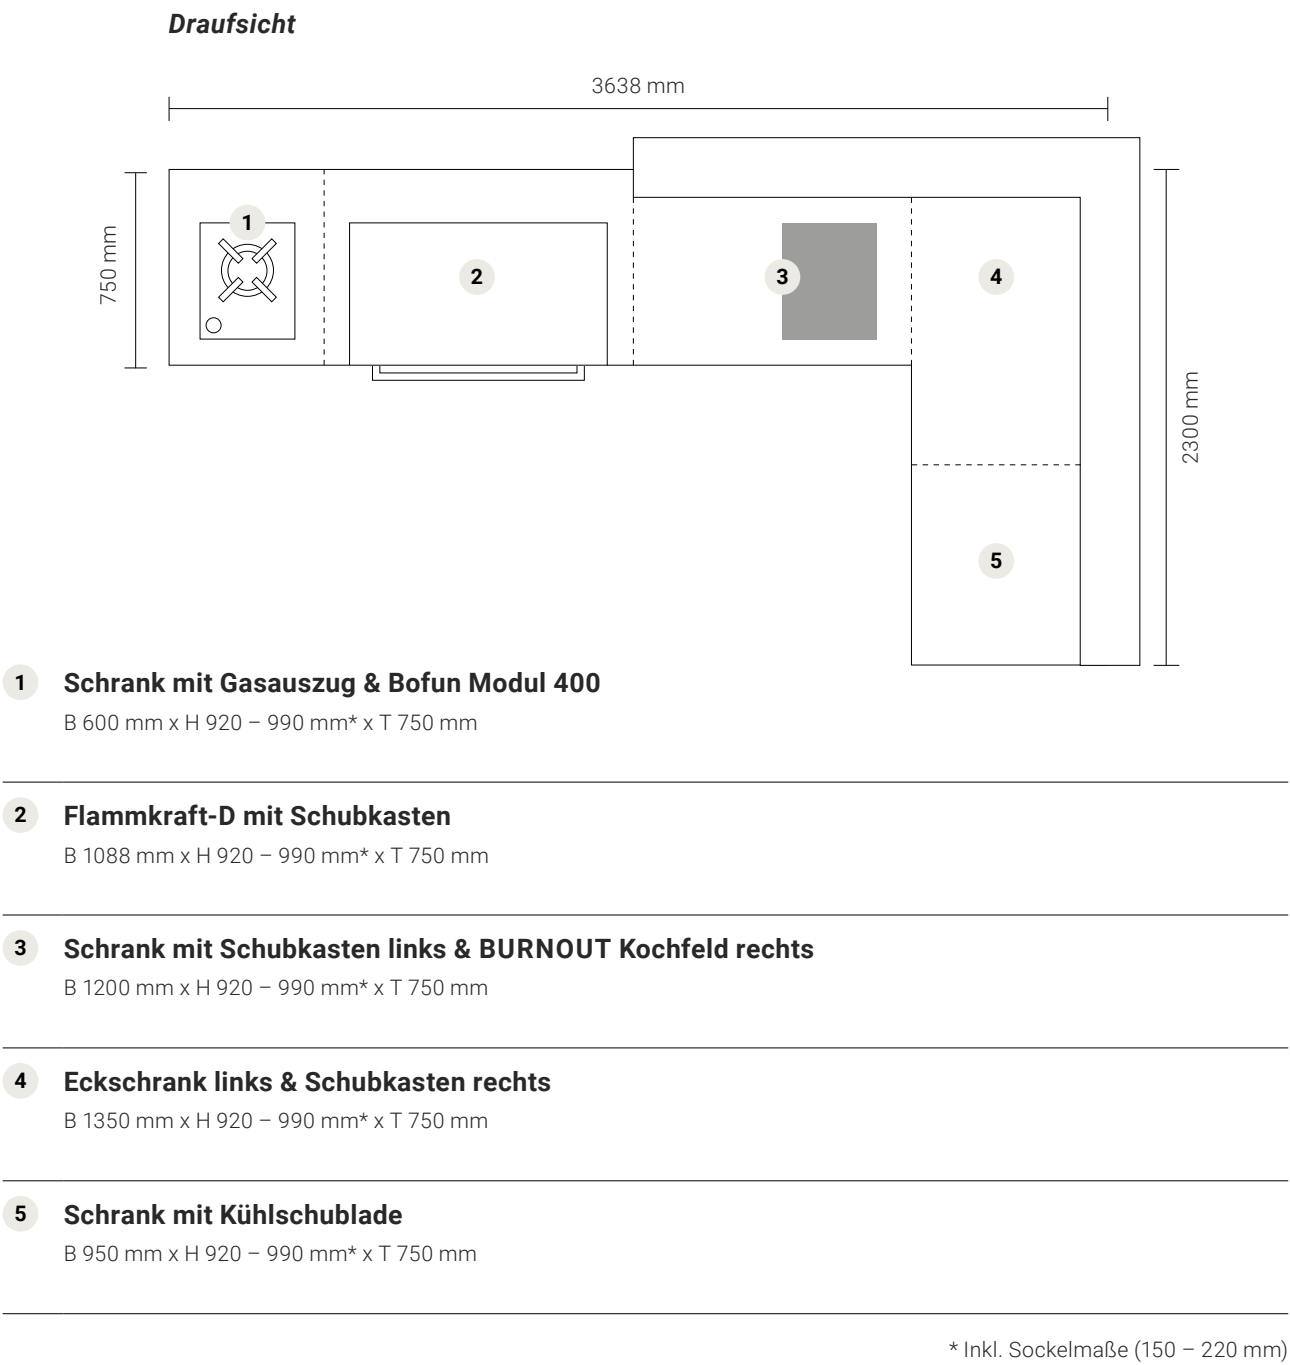 Draufsicht
3638 mm
750 mm
1
2
3
4
2300 mm
5
1 Schrank mit Gasauszug & Bofun Modul 400
B 600 mm x H 920 – 990 mm* x T 750 mm
2 Flammkraft-D mit Schubkasten
B 1088 mm x H 920 – 990 mm* x T 750 mm
3 Schrank mit Schubkasten links & BURNOUT Kochfeld rechts
B 1200 mm x H 920 – 990 mm* x T 750 mm
4 Eckschrank links & Schubkasten rechts
B 1350 mm x H 920 – 990 mm* x T 750 mm
5 Schrank mit Kühlschublade
B 950 mm x H 920 – 990 mm* x T 750 mm
* Inkl. Sockelmaße (150 – 220 mm)